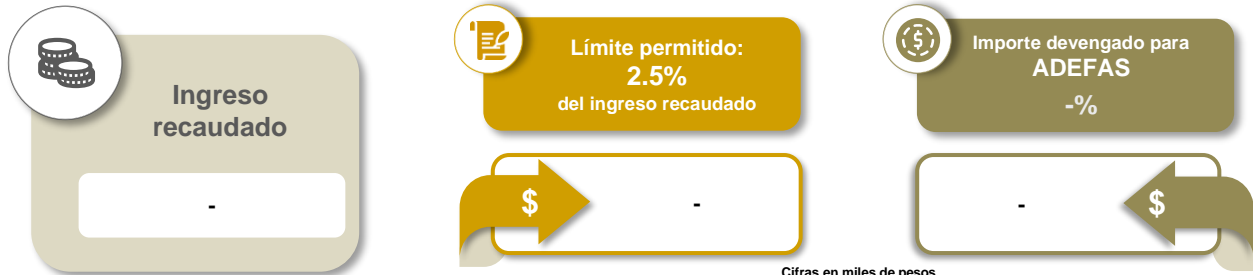 Ingreso
recaudado
-
Límite permitido:
2.5%
del ingreso recaudado
$
-
Importe devengado para
ADEFAS
-%
-
$
Cifras en miles de pesos